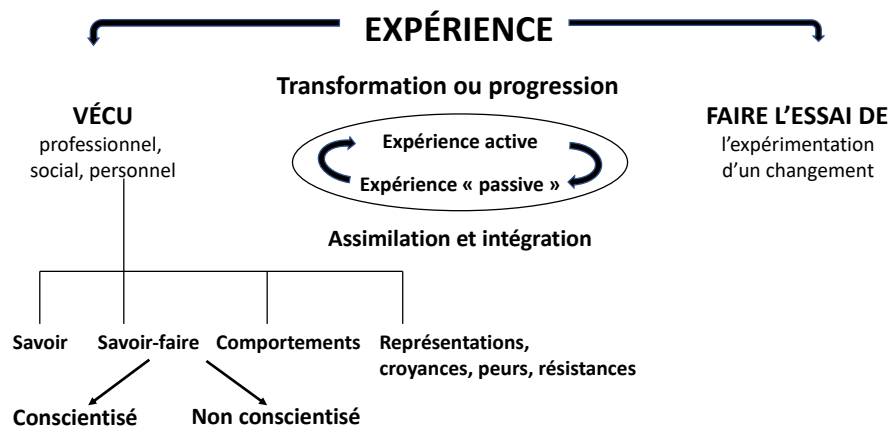 EXPÉRIENCE
Transformation ou progression
VÉCU
professionnel,
social, personnel
Expérience active
Expérience « passive »
FAIRE L’ESSAI DE
l’expérimentation
d’un changement
Assimilation et intégration
Savoir
Savoir-faire
Comportements
Représentations,
croyances, peurs, résistances
Conscientisé
Non conscientisé